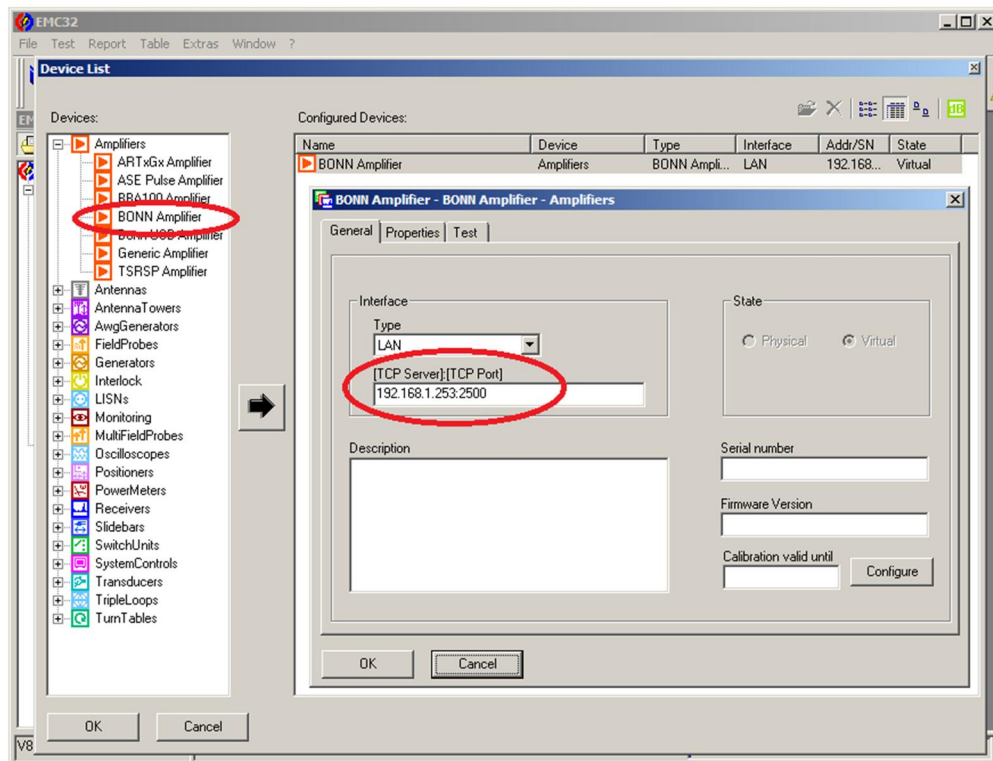 EMC32
File Test Report Table Extras Window ?
Device List
Devices:
Amplifiers
ARTxGx Amplifier
ASE Pulse Amplifier
BBA100 Amplifier
BONN Amplifier
Bonn USB Amplifier
Generic Amplifier
TSRSP Amplifier
Antennas
AntennaTowers
AwgGenerators
FieldProbes
Generators
Interlock
LISNs
Monitoring
MultiFieldProbes
Oscilloscopes
Positioners
PowerMeters
Receivers
Slidebars
SwitchUnits
SystemControls
Transducers
TripleLoops
TurnTables
Configured Devices:
Name Device Type Interface Addr/SN State
BONN Amplifier Amplifiers BONN Ampli... LAN 192.168... Virtual
BONN Amplifier - BONN Amplifier - Amplifiers
General Properties Test
Interface
Type
LAN
[TCP Server]:[TCP Port]
192.168.1.253:2500
State
Physical Virtual
Description
Serial number
Firmware Version
Calibration valid until
Configure
OK Cancel
OK Cancel
V8